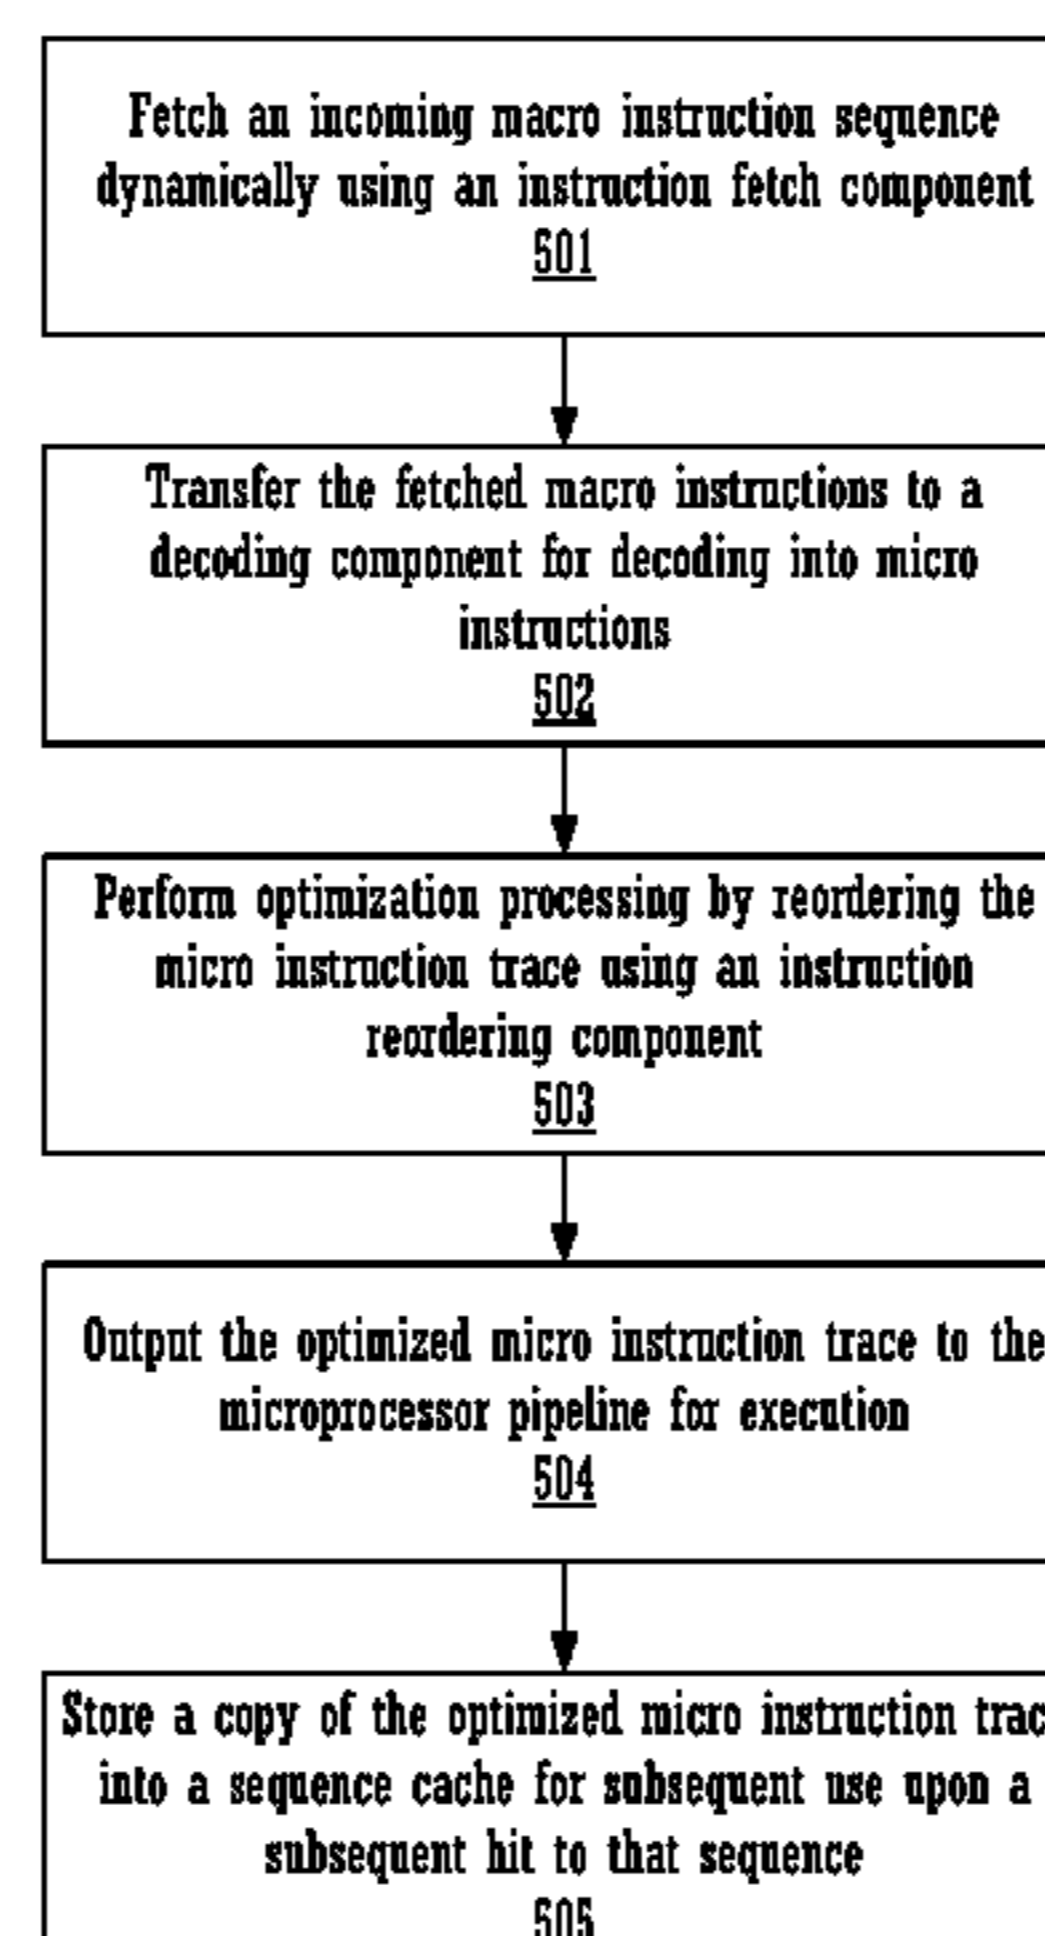 Fetch an incoming macro instruction sequence
dynamically using an instruction fetch component
501
Transfer the fetched macro instructions to a
decoding component for decoding into micro
instructions
502
Perform optimization processing by reordering the
micro instruction trace using an instruction
reordering component
503
Output the optimized micro instruction trace to the
microprocessor pipeline for execution
504
Store a copy of the optimized micro instruction trac
into a sequence cache for subsequent use upon a
subsequent hit to that sequence
505